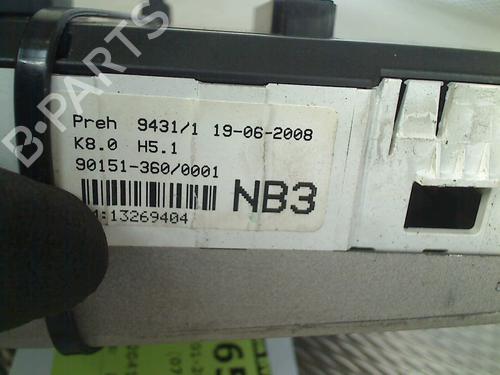 B-PARTS
Preh 9431/1 19-06-2008
K8.0 H5.1
90151-360/0001
NB3
:13269404